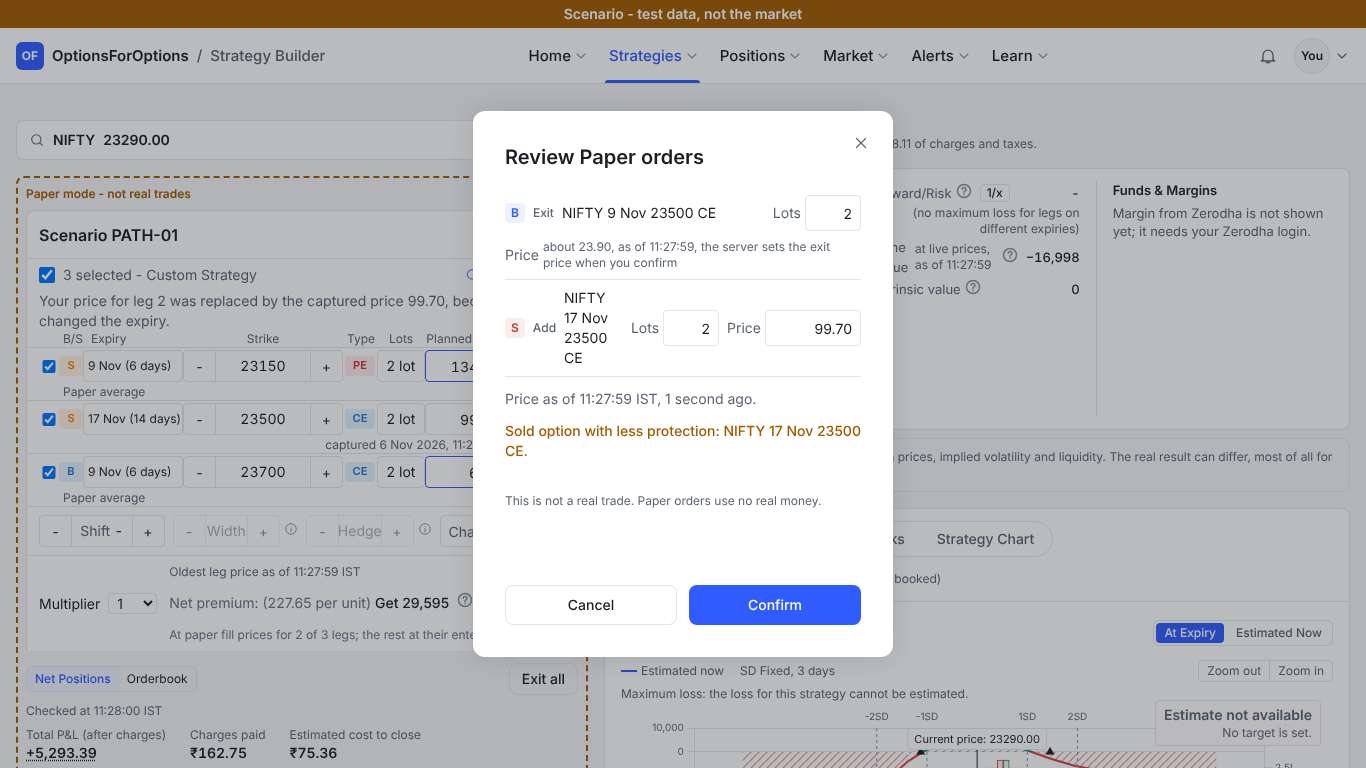 Scenario - test data, not the market
OF OptionsForOptions / Strategy Builder
Home Strategies Positions Market Alerts Learn You
NIFTY 23290.00
8.11 of charges and taxes.
Paper mode - not real trades
Scenario PATH-01
3 selected - Custom Strategy
Your price for leg 2 was replaced by the captured price 99.70,
changed the expiry.
B/S Expiry Strike Type Lots Planned
S 9 Nov (6 days) - 23150 + PE 2 lot
Paper average
S 17 Nov (14 days) - 23500 + CE 2 lot
captured 6 Nov 2026,
B 9 Nov (6 days) - 23700 + CE 2 lot
Paper average
- Shift - + - Width + - Hedge +
Oldest leg price as of 11:27:59 IST
Multiplier 1 Net premium: (227.65 per unit) Get 29,595
At paper fill prices for 2 of 3 legs; the rest at their
Net Positions Orderbook Exit all
Checked at 11:28:00 IST
Total P&L (after charges) Charges paid Estimated cost to close
+5,293.39 ₹162.75 ₹75.36
Review Paper orders
B Exit NIFTY 9 Nov 23500 CE Lots 2
Price about 23.90, as of 11:27:59, the server sets the exit
price when you confirm
S Add NIFTY
17 Nov
23500
CE
Lots 2 Price 99.70
Price as of 11:27:59 IST, 1 second ago.
Sold option with less protection: NIFTY 17 Nov 23500
CE.
This is not a real trade. Paper orders use no real money.
Cancel Confirm
ward/Risk 1/x -
(no maximum loss for legs on
different expiries)
at live prices,
as of 11:27:59
−16,998
rinsic value 0
Funds & Margins
Margin from Zerodha is not shown
yet; it needs your Zerodha login.
prices, implied volatility and liquidity. The real result can differ, most of all for
Strategy Chart
booked)
At Expiry Estimated Now
Estimated now SD Fixed, 3 days Zoom out Zoom in
Maximum loss: the loss for this strategy cannot be estimated.
-2SD -1SD 1SD 2SD
Estimate not available
No target is set.
10,000
Current price: 23290.00
0